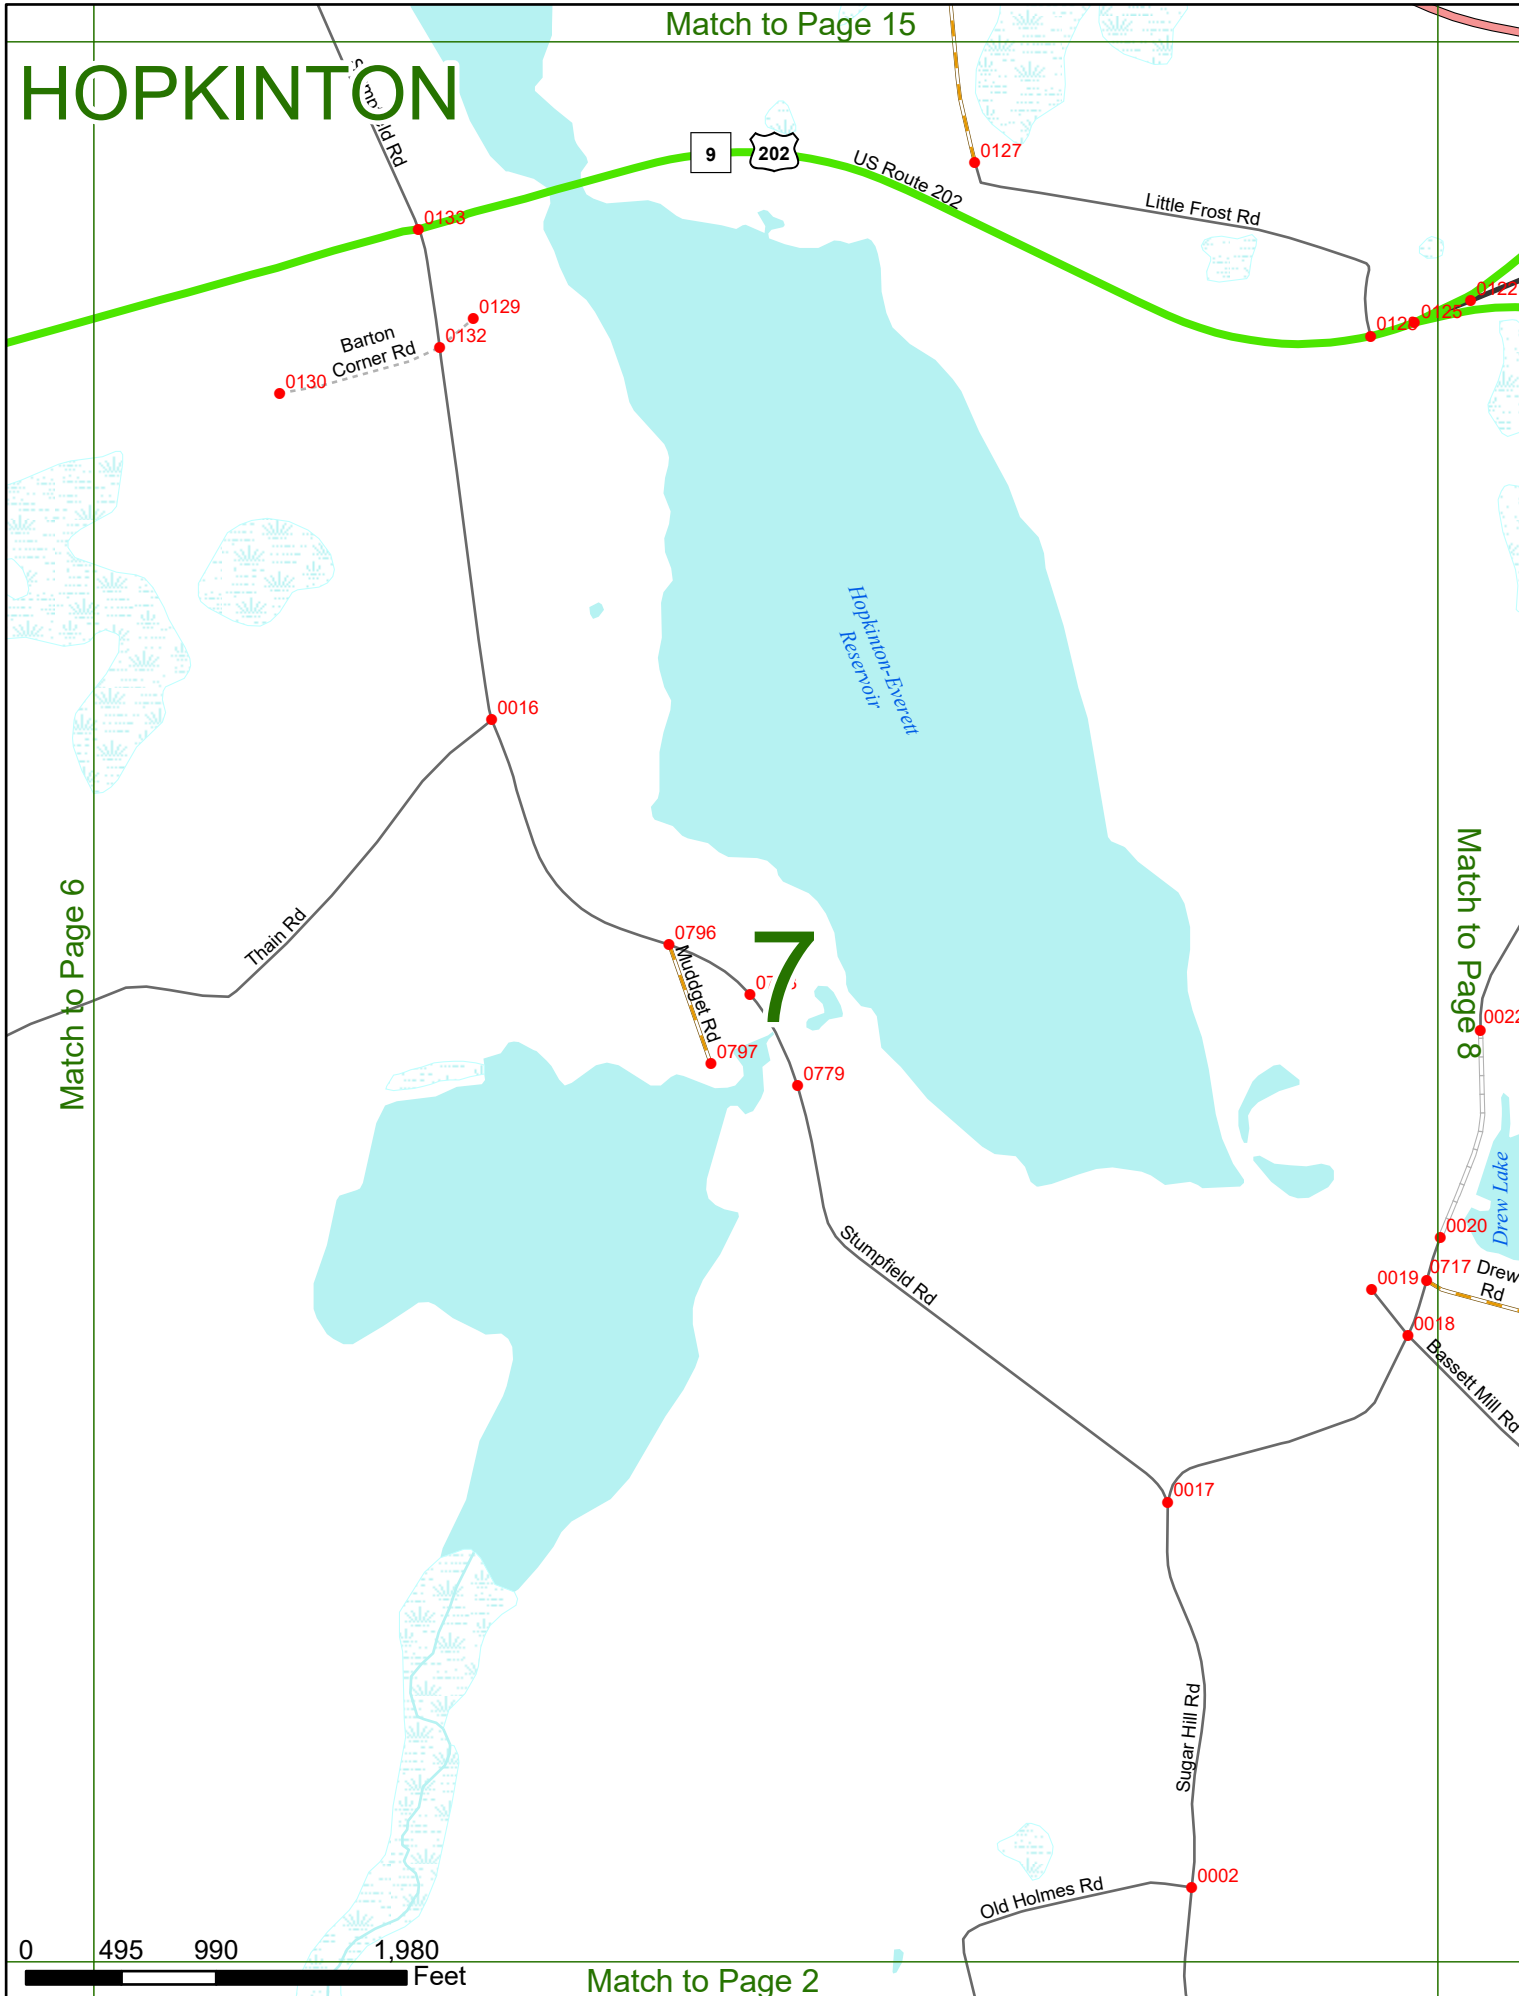 Match to Page 15
HOPKINTON
9
202
US Route 202
0127
Little Frost Rd
0133
0122
0125
0129
0132
Barton
Corner Rd
0130
Hopkinton-Everett
Reservoir
0016
Match to Page 6
Thain Rd
Match to Page 8
0796
7
Muddget Rd
0797
0779
0022
Drew Lake
0020
Stumpfield Rd
0019
0717
Drew
Rd
0018
Bassett Mill Rd
0017
Sugar Hill Rd
0002
Old Holmes Rd
0 495 990 1,980
Feet
Match to Page 2